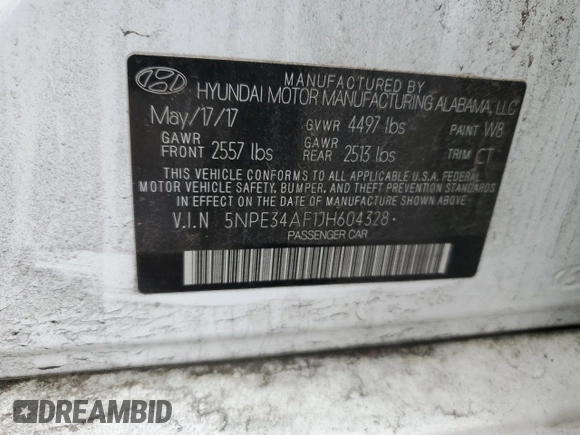 MANUFACTURED BY
HYUNDAI MOTOR MANUFACTURING ALABAMA, LLC
May/17/17 GVWR 4497 lbs PAINT W8
GAWR FRONT 2557 lbs GAWR REAR 2513 lbs TRIM CT
THIS VEHICLE CONFORMS TO ALL APPLICABLE U.S.A. FEDERAL
MOTOR VEHICLE SAFETY, BUMPER, AND THEFT PREVENTION STANDARDS
IN EFFECT ON THE DATE OF MANUFACTURE SHOWN ABOVE.
V.I.N 5NPE34AF1JH604328
PASSENGER CAR
DREAMBID